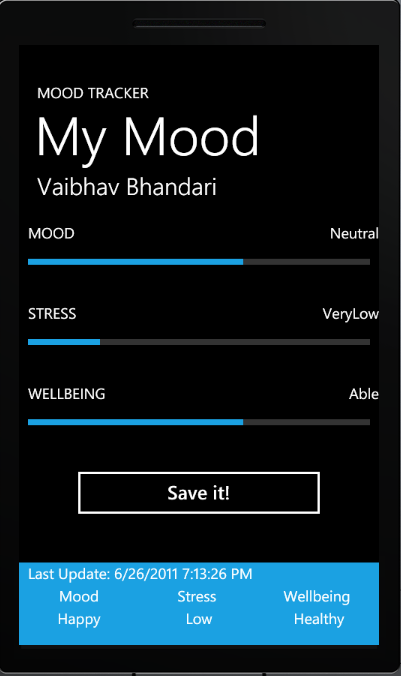 MOOD TRACKER
My Mood
Vaibhav Bhandari
MOOD Neutral
STRESS VeryLow
WELLBEING Able
Save it!
Last Update: 6/26/2011 7:13:26 PM
Mood Stress Wellbeing
Happy Low Healthy